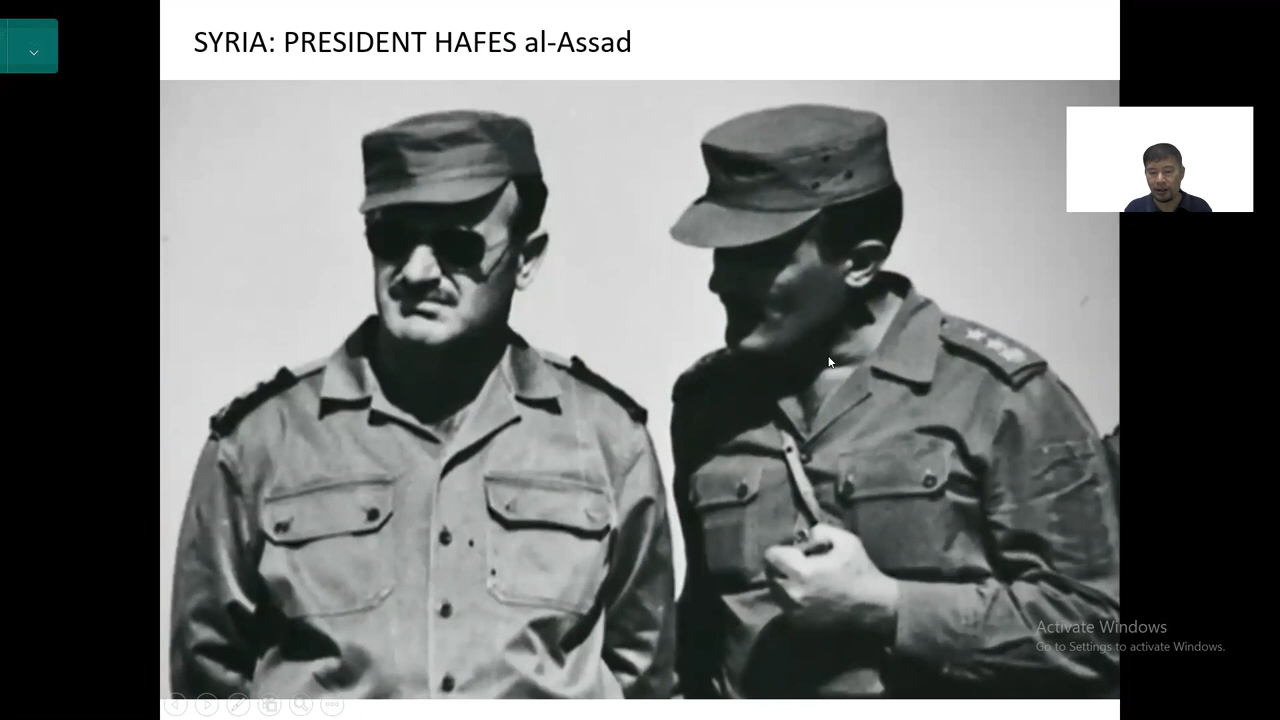 SYRIA: PRESIDENT HAFES al-Assad
Activate Windows
Go to Settings to activate Windows.